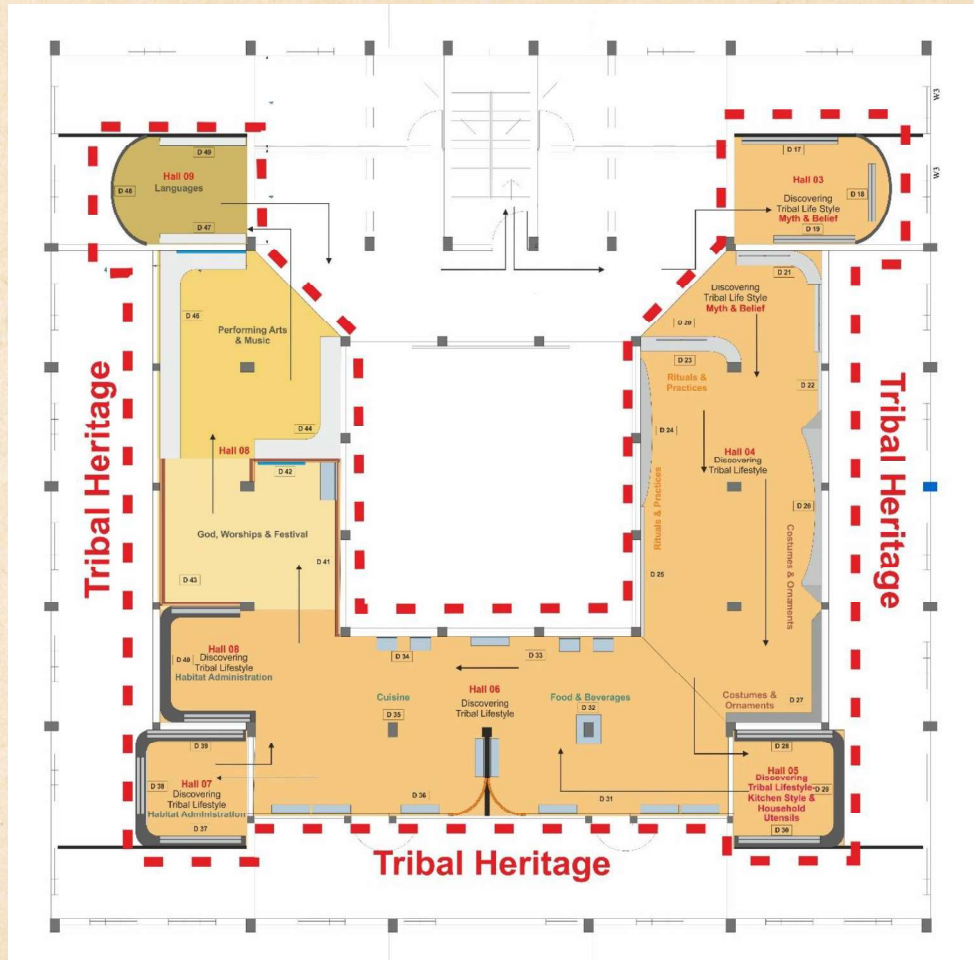 W3
W3
D 49
Hall 09
Languages
D 48
D 47
D 17
Hall 03
D 18
Discovering
Tribal Life Style
Myth & Belief
D 19
D 46
Performing Arts
& Music
D 44
Hall 08
D 42
God, Worships & Festival
D 43
D 41
D 21
Discovering
Tribal Life Style
Myth & Belief
D 20
D 23
Rituals &
Practices
D 22
D 24
Hall 04
Discovering
Tribal Lifestyle
Rituals & Practices
D 20
Costumes & Ornaments
D 25
D 27
Costumes &
Ornaments
Tribal Heritage
Tribal Heritage
D 40
Hall 08
Discovering
Tribal Lifestyle
Habitat Administration
D 34
D 33
Cuisine
D 35
Hall 06
Discovering
Tribal Lifestyle
Food & Beverages
D 32
D 39
D 38
Hall 07
Discovering
Tribal Lifestyle
Habitat Administration
D 37
D 36
D 31
D 28
Hall 05
Discovering
Tribal Lifestyle-
Kitchen Style &
Household
Utensils
D 29
D 30
Tribal Heritage